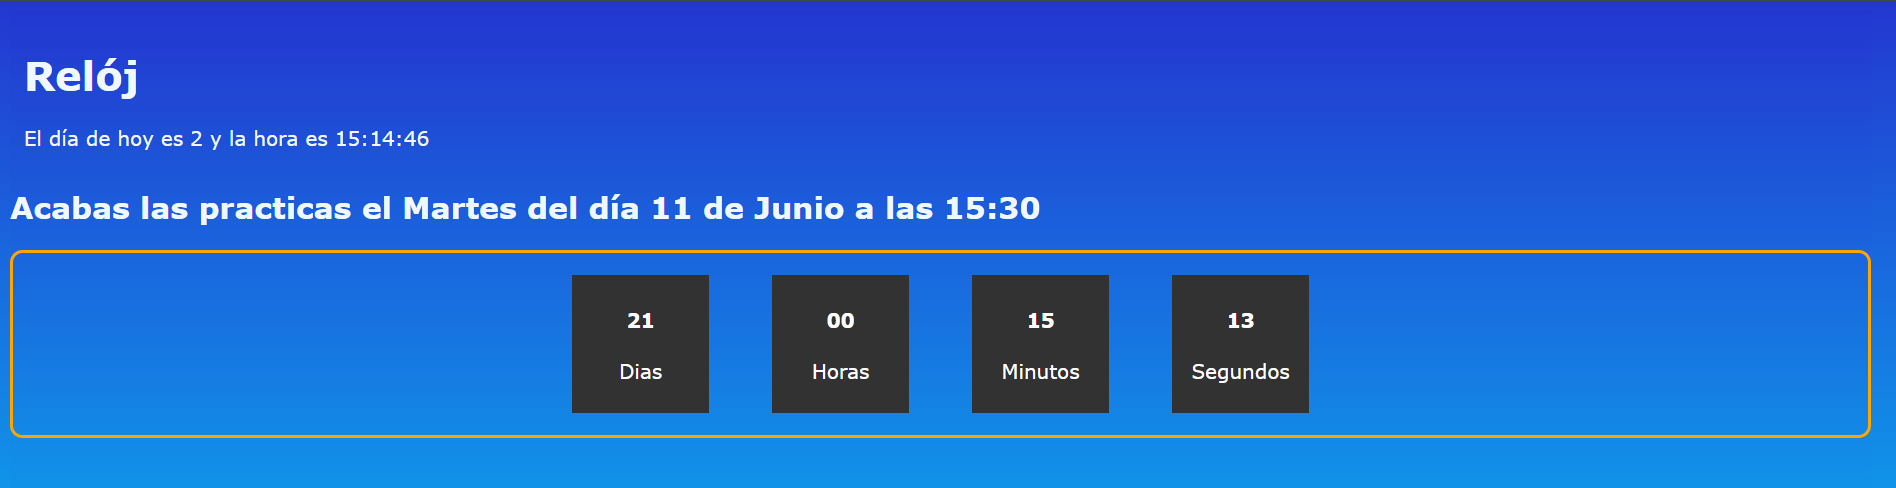 Relój
El día de hoy es 2 y la hora es 15:14:46
Acabas las practicas el Martes del día 11 de Junio a las 15:30
21
Dias
00
Horas
15
Minutos
13
Segundos